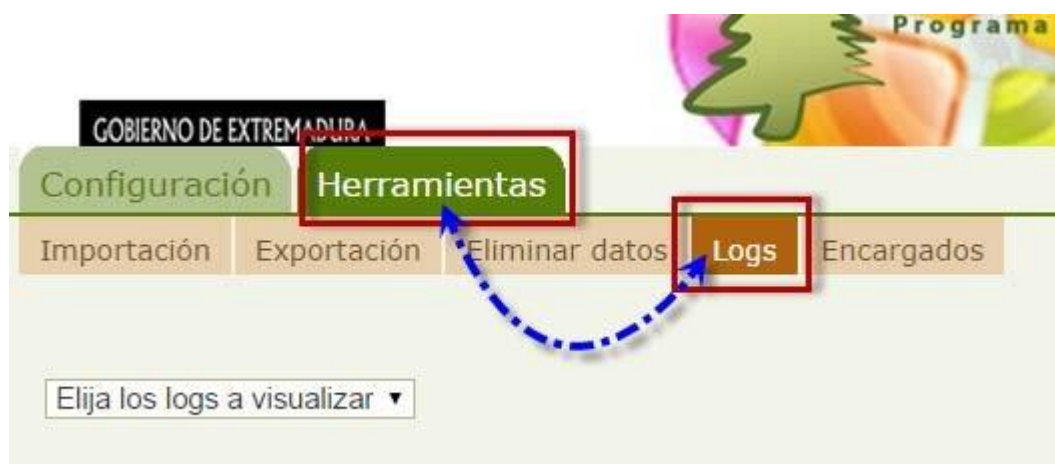 Programa
GOBIERNO DE EXTREMADURA
Configuración Herramientas
Importación Exportación Eliminar datos Logs Encargados
Elija los logs a visualizar